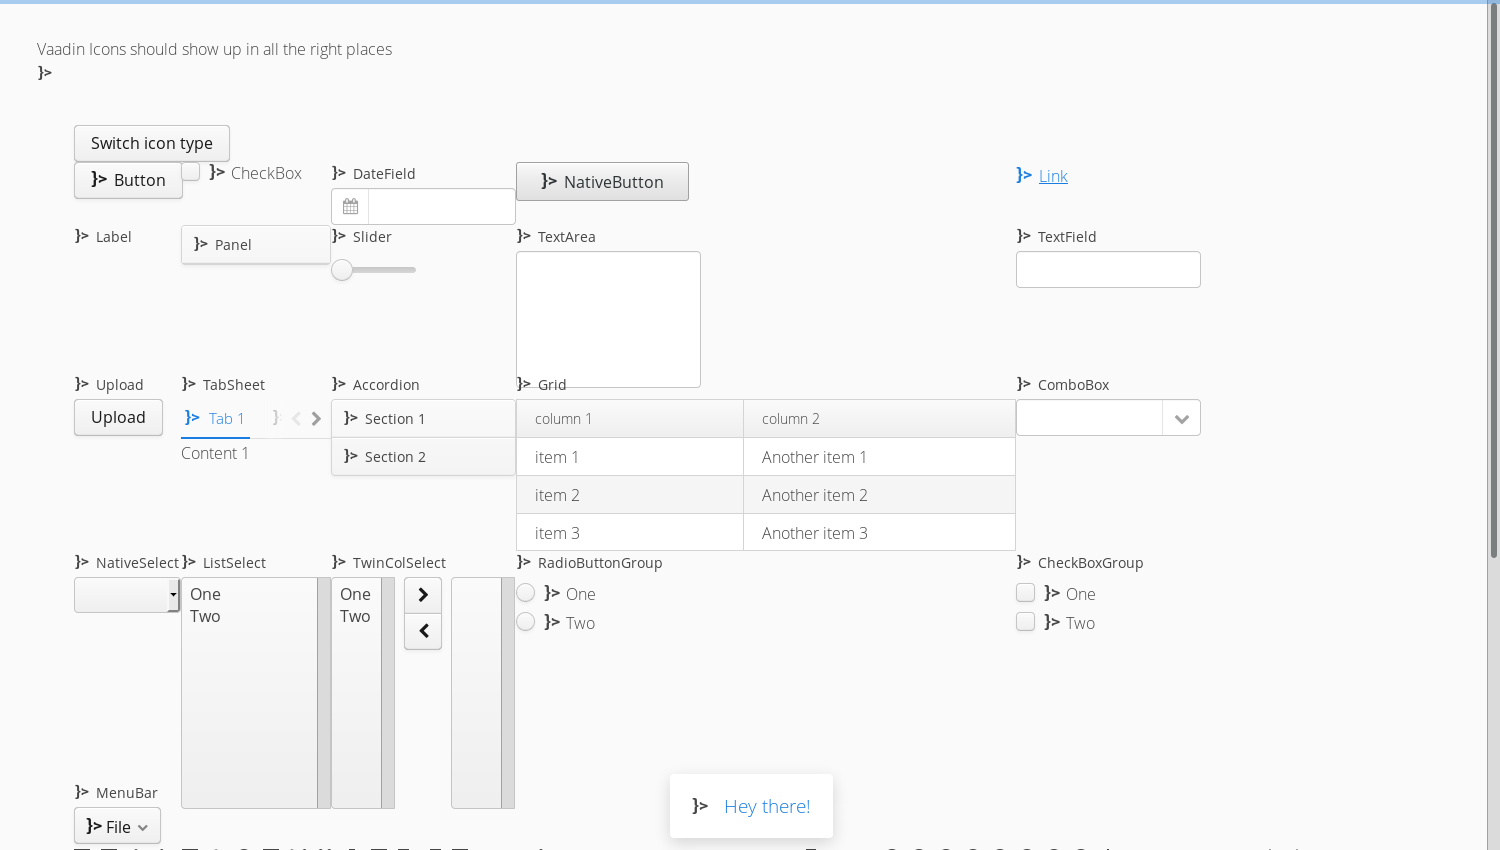 Vaadin Icons should show up in all the right places
}>
Switch icon type
}> Button
}> CheckBox
}> DateField
}> NativeButton
}> Link
}> Label
}> Panel
}> Slider
}> TextArea
}> TextField
}> Upload
}> TabSheet
}> Accordion
}> Grid
}> ComboBox
Upload
}> Tab 1
}> Section 1
column 1 column 2
Content 1
}> Section 2
item 1 Another item 1
item 2 Another item 2
item 3 Another item 3
}> NativeSelect
}> ListSelect
}> TwinColSelect
}> RadioButtonGroup
}> CheckBoxGroup
One
Two
One
Two
}> One
}> Two
}> One
}> Two
}> MenuBar
}> File
}> Hey there!